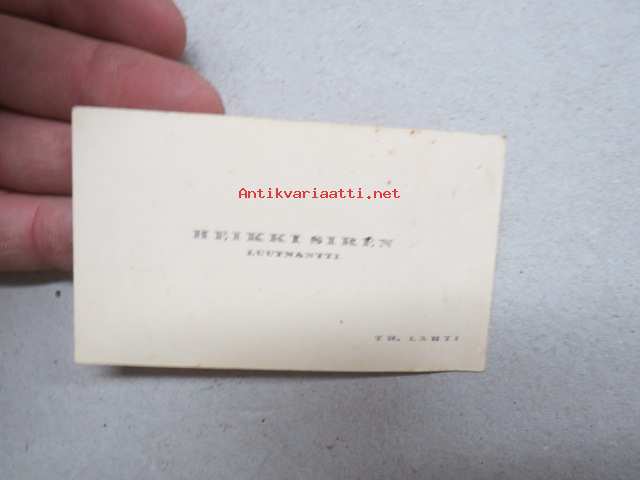 Antikvariaatti.net
HEIKKI SIRÉN
LUUTNANTTI
TH. LAHTI